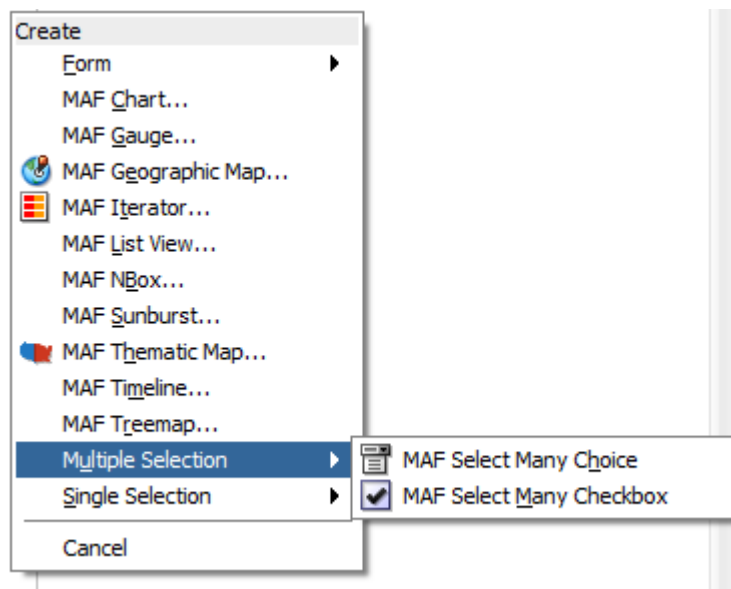 Create
Form
MAF Chart...
MAF Gauge...
MAF Geographic Map...
MAF Iterator...
MAF List View...
MAF NBox...
MAF Sunburst...
MAF Thematic Map...
MAF Timeline...
MAF Treemap...
Multiple Selection
MAF Select Many Choice
MAF Select Many Checkbox
Single Selection
Cancel